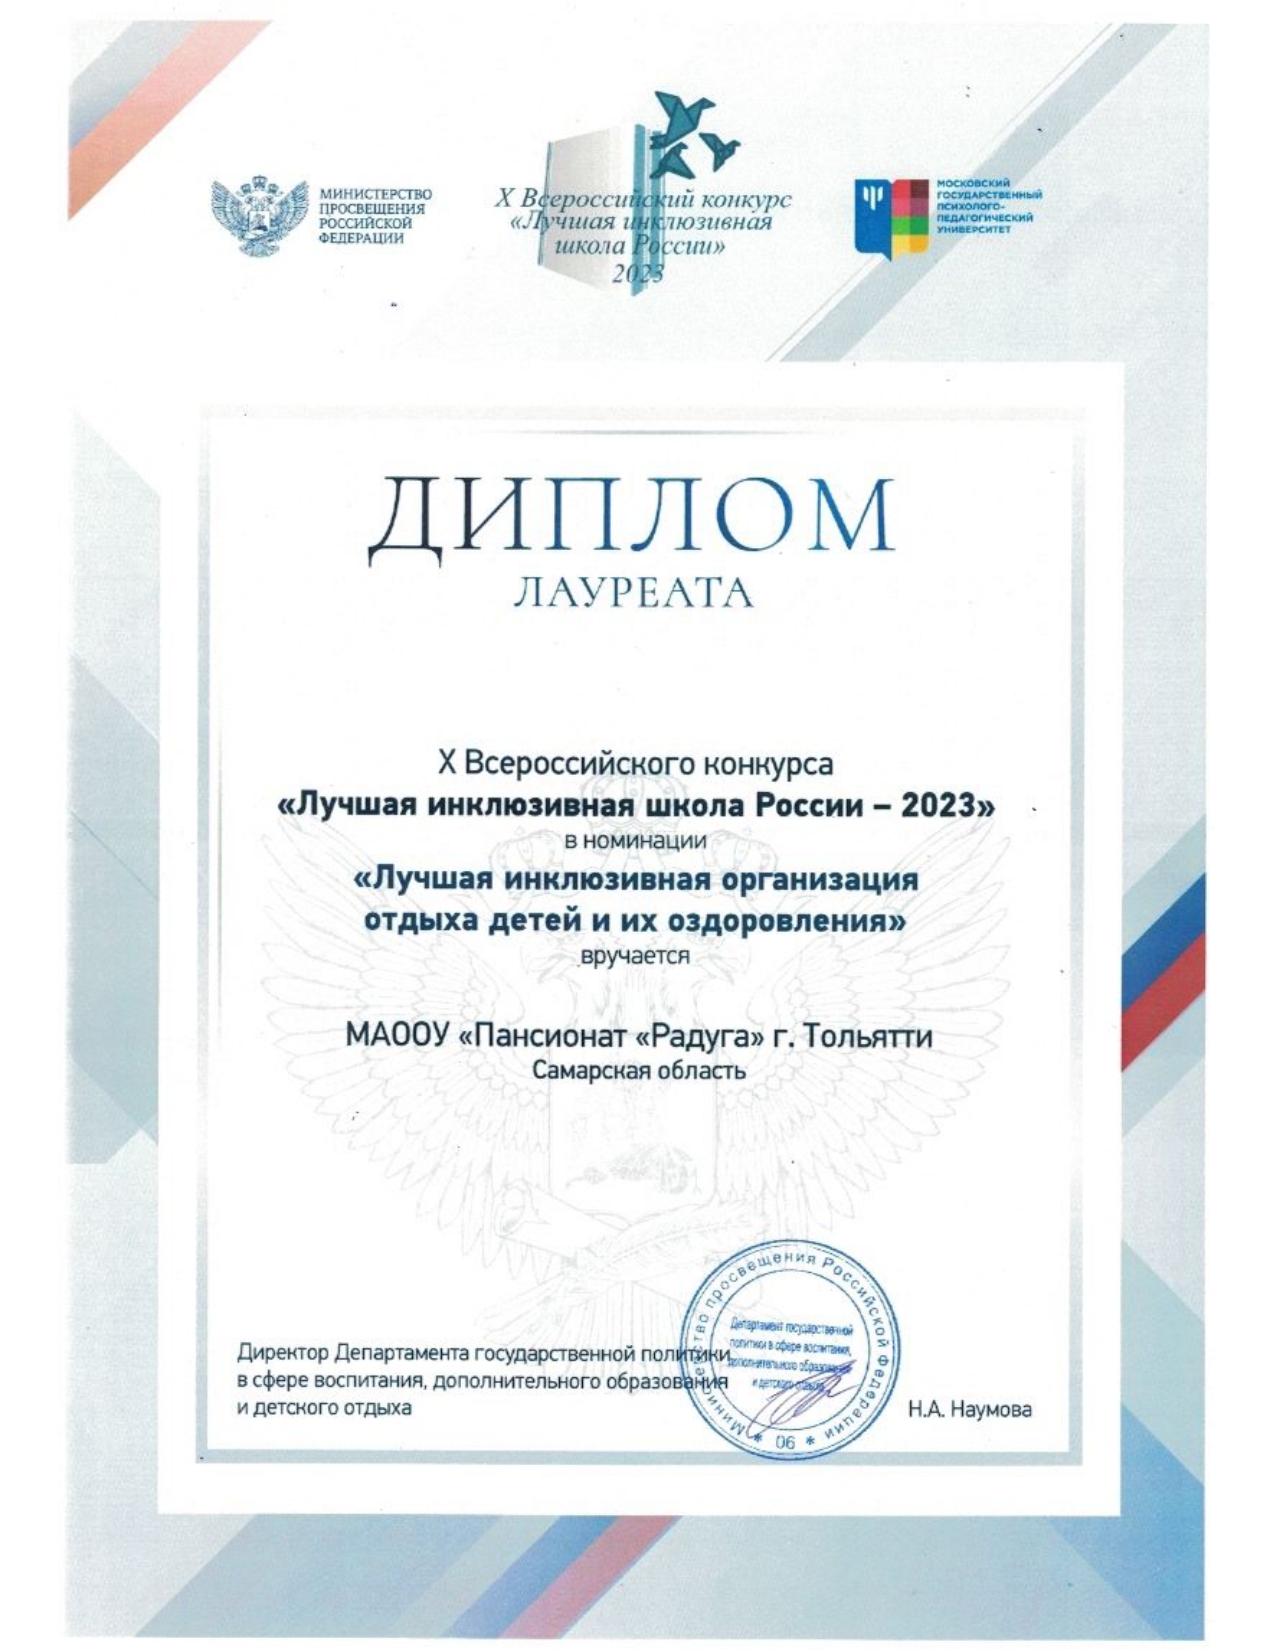 МИНИСТЕРСТВО
ПРОСВЕЩЕНИЯ
РОССИЙСКОЙ
ФЕДЕРАЦИИ
X Всероссийский конкурс
«Лучшая инклюзивная
школа России»
2023
МОСКОВСКИЙ
ГОСУДАРСТВЕННЫЙ
ПСИХОЛОГО-
ПЕДАГОГИЧЕСКИЙ
УНИВЕРСИТЕТ
ДИПЛОМ
ЛАУРЕАТА
X Всероссийского конкурса
«Лучшая инклюзивная школа России – 2023»
в номинации
«Лучшая инклюзивная организация
отдыха детей и их оздоровления»
вручается
МАООУ «Пансионат «Радуга» г. Тольятти
Самарская область
Директор Департамента государственной политики
в сфере воспитания, дополнительного образования
и детского отдыха
Министерство просвещения Российской Федерации
* 06 *
Департамент государственной
политики в сфере воспитания,
дополнительного образования
и детского отдыха
Н.А. Наумова